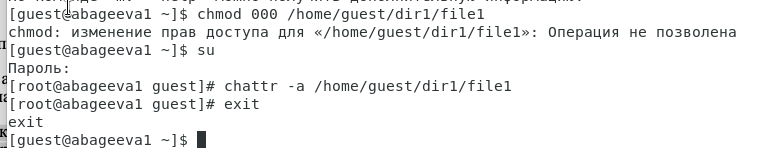 [guest@abageeva1 ~]$ chmod 000 /home/guest/dir1/file1
chmod: изменение прав доступа для «/home/guest/dir1/file1»: Операция не позволена
[guest@abageeva1 ~]$ su
Пароль:
[root@abageeva1 guest]# chattr -a /home/guest/dir1/file1
[root@abageeva1 guest]# exit
exit
[guest@abageeva1 ~]$